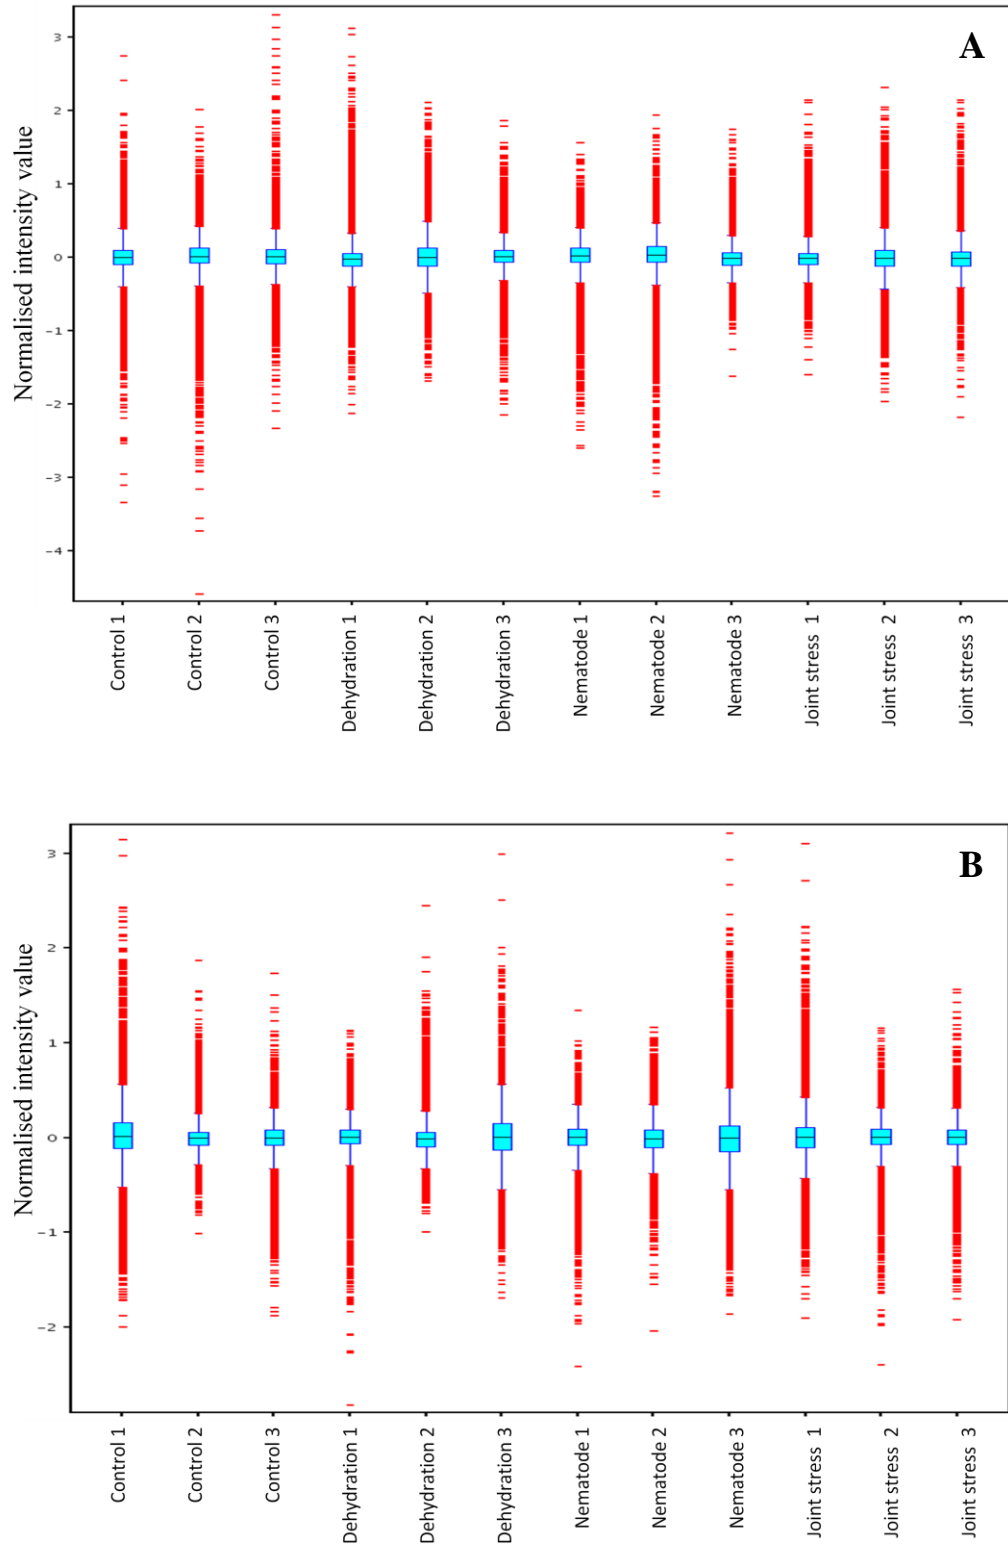 A
Normalised intensity value
3
2
1
0
-1
-2
-3
-4
Control 1
Control 2
Control 3
Dehydration 1
Dehydration 2
Dehydration 3
Nematode 1
Nematode 2
Nematode 3
Joint stress 1
Joint stress 2
Joint stress 3
B
Normalised intensity value
3
2
1
0
-1
-2
Control 1
Control 2
Control 3
Dehydration 1
Dehydration 2
Dehydration 3
Nematode 1
Nematode 2
Nematode 3
Joint stress 1
Joint stress 2
Joint stress 3